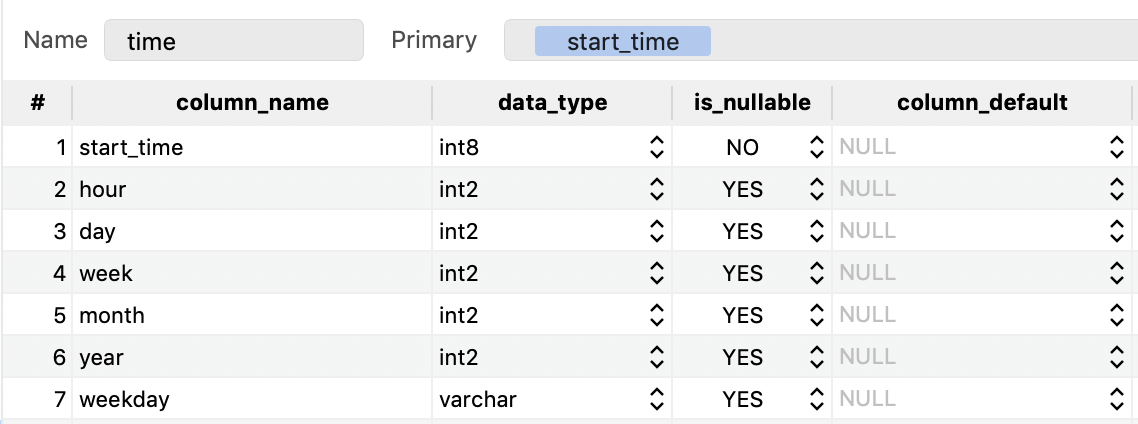 Name time Primary start_time
# column_name data_type is_nullable column_default
1 start_time int8 NO NULL
2 hour int2 YES NULL
3 day int2 YES NULL
4 week int2 YES NULL
5 month int2 YES NULL
6 year int2 YES NULL
7 weekday varchar YES NULL